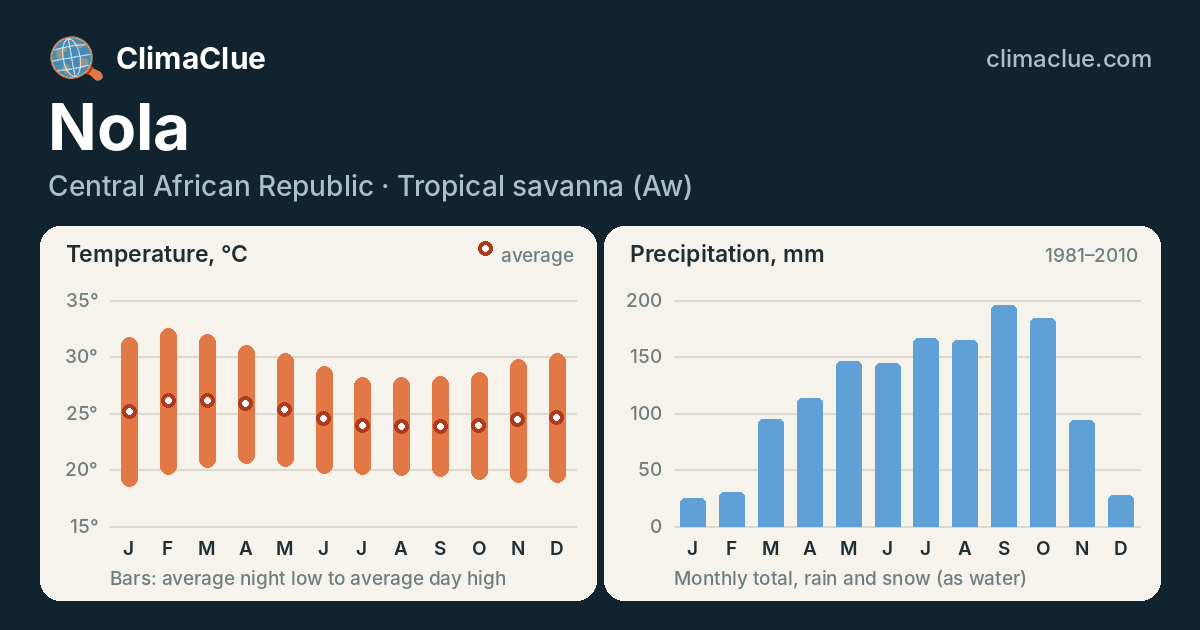 ClimaClue
climaclue.com
Nola
Central African Republic · Tropical savanna (Aw)
Temperature, °C
average
35°
30°
25°
20°
15°
J F M A M J J A S O N D
Bars: average night low to average day high
Precipitation, mm
1981–2010
200
150
100
50
0
J F M A M J J A S O N D
Monthly total, rain and snow (as water)